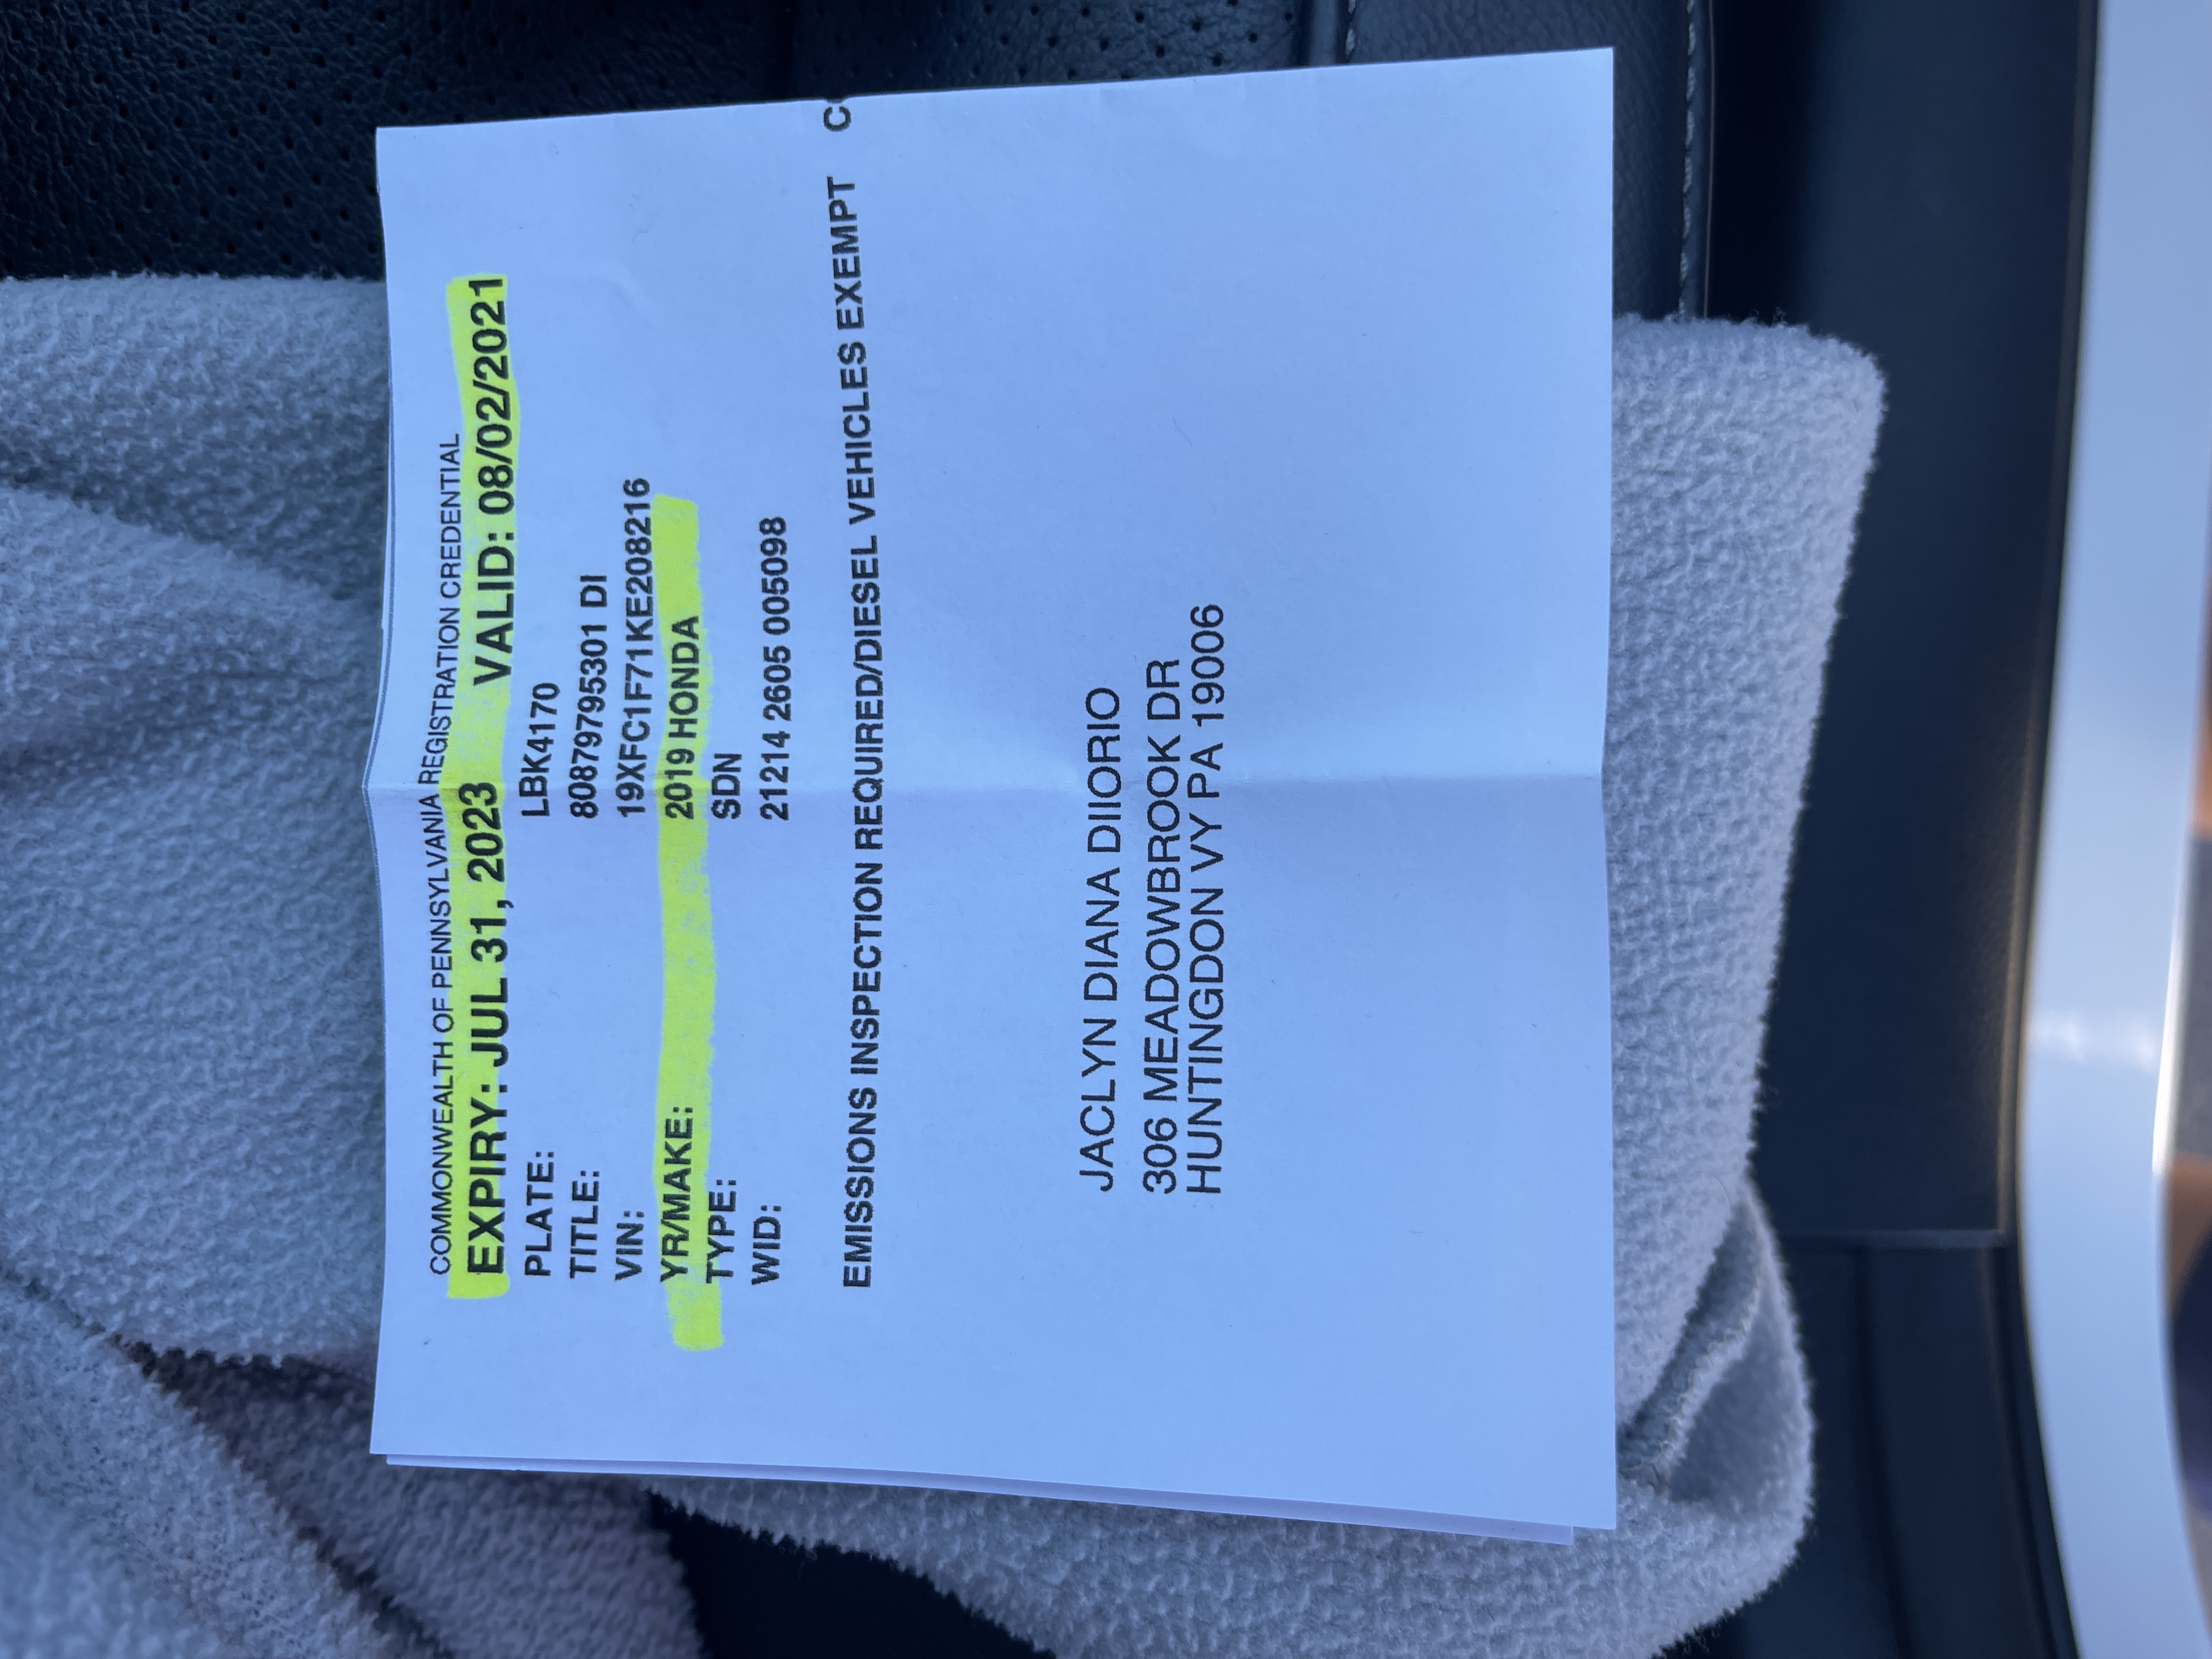 COMMONWEALTH OF PENNSYLVANIA REGISTRATION CREDENTIAL
EXPIRY: JUL 31, 2023 VALID: 08/02/2021
PLATE: LBK4170
TITLE: 80879795301 DI
VIN: 19XFC1F71KE208216
YR/MAKE: 2019 HONDA
TYPE: SDN
WID: 21214 2605 005098
EMISSIONS INSPECTION REQUIRED/DIESEL VEHICLES EXEMPT
JACLYN DIANA DIIORIO
306 MEADOWBROOK DR
HUNTINGDON VY PA 19006